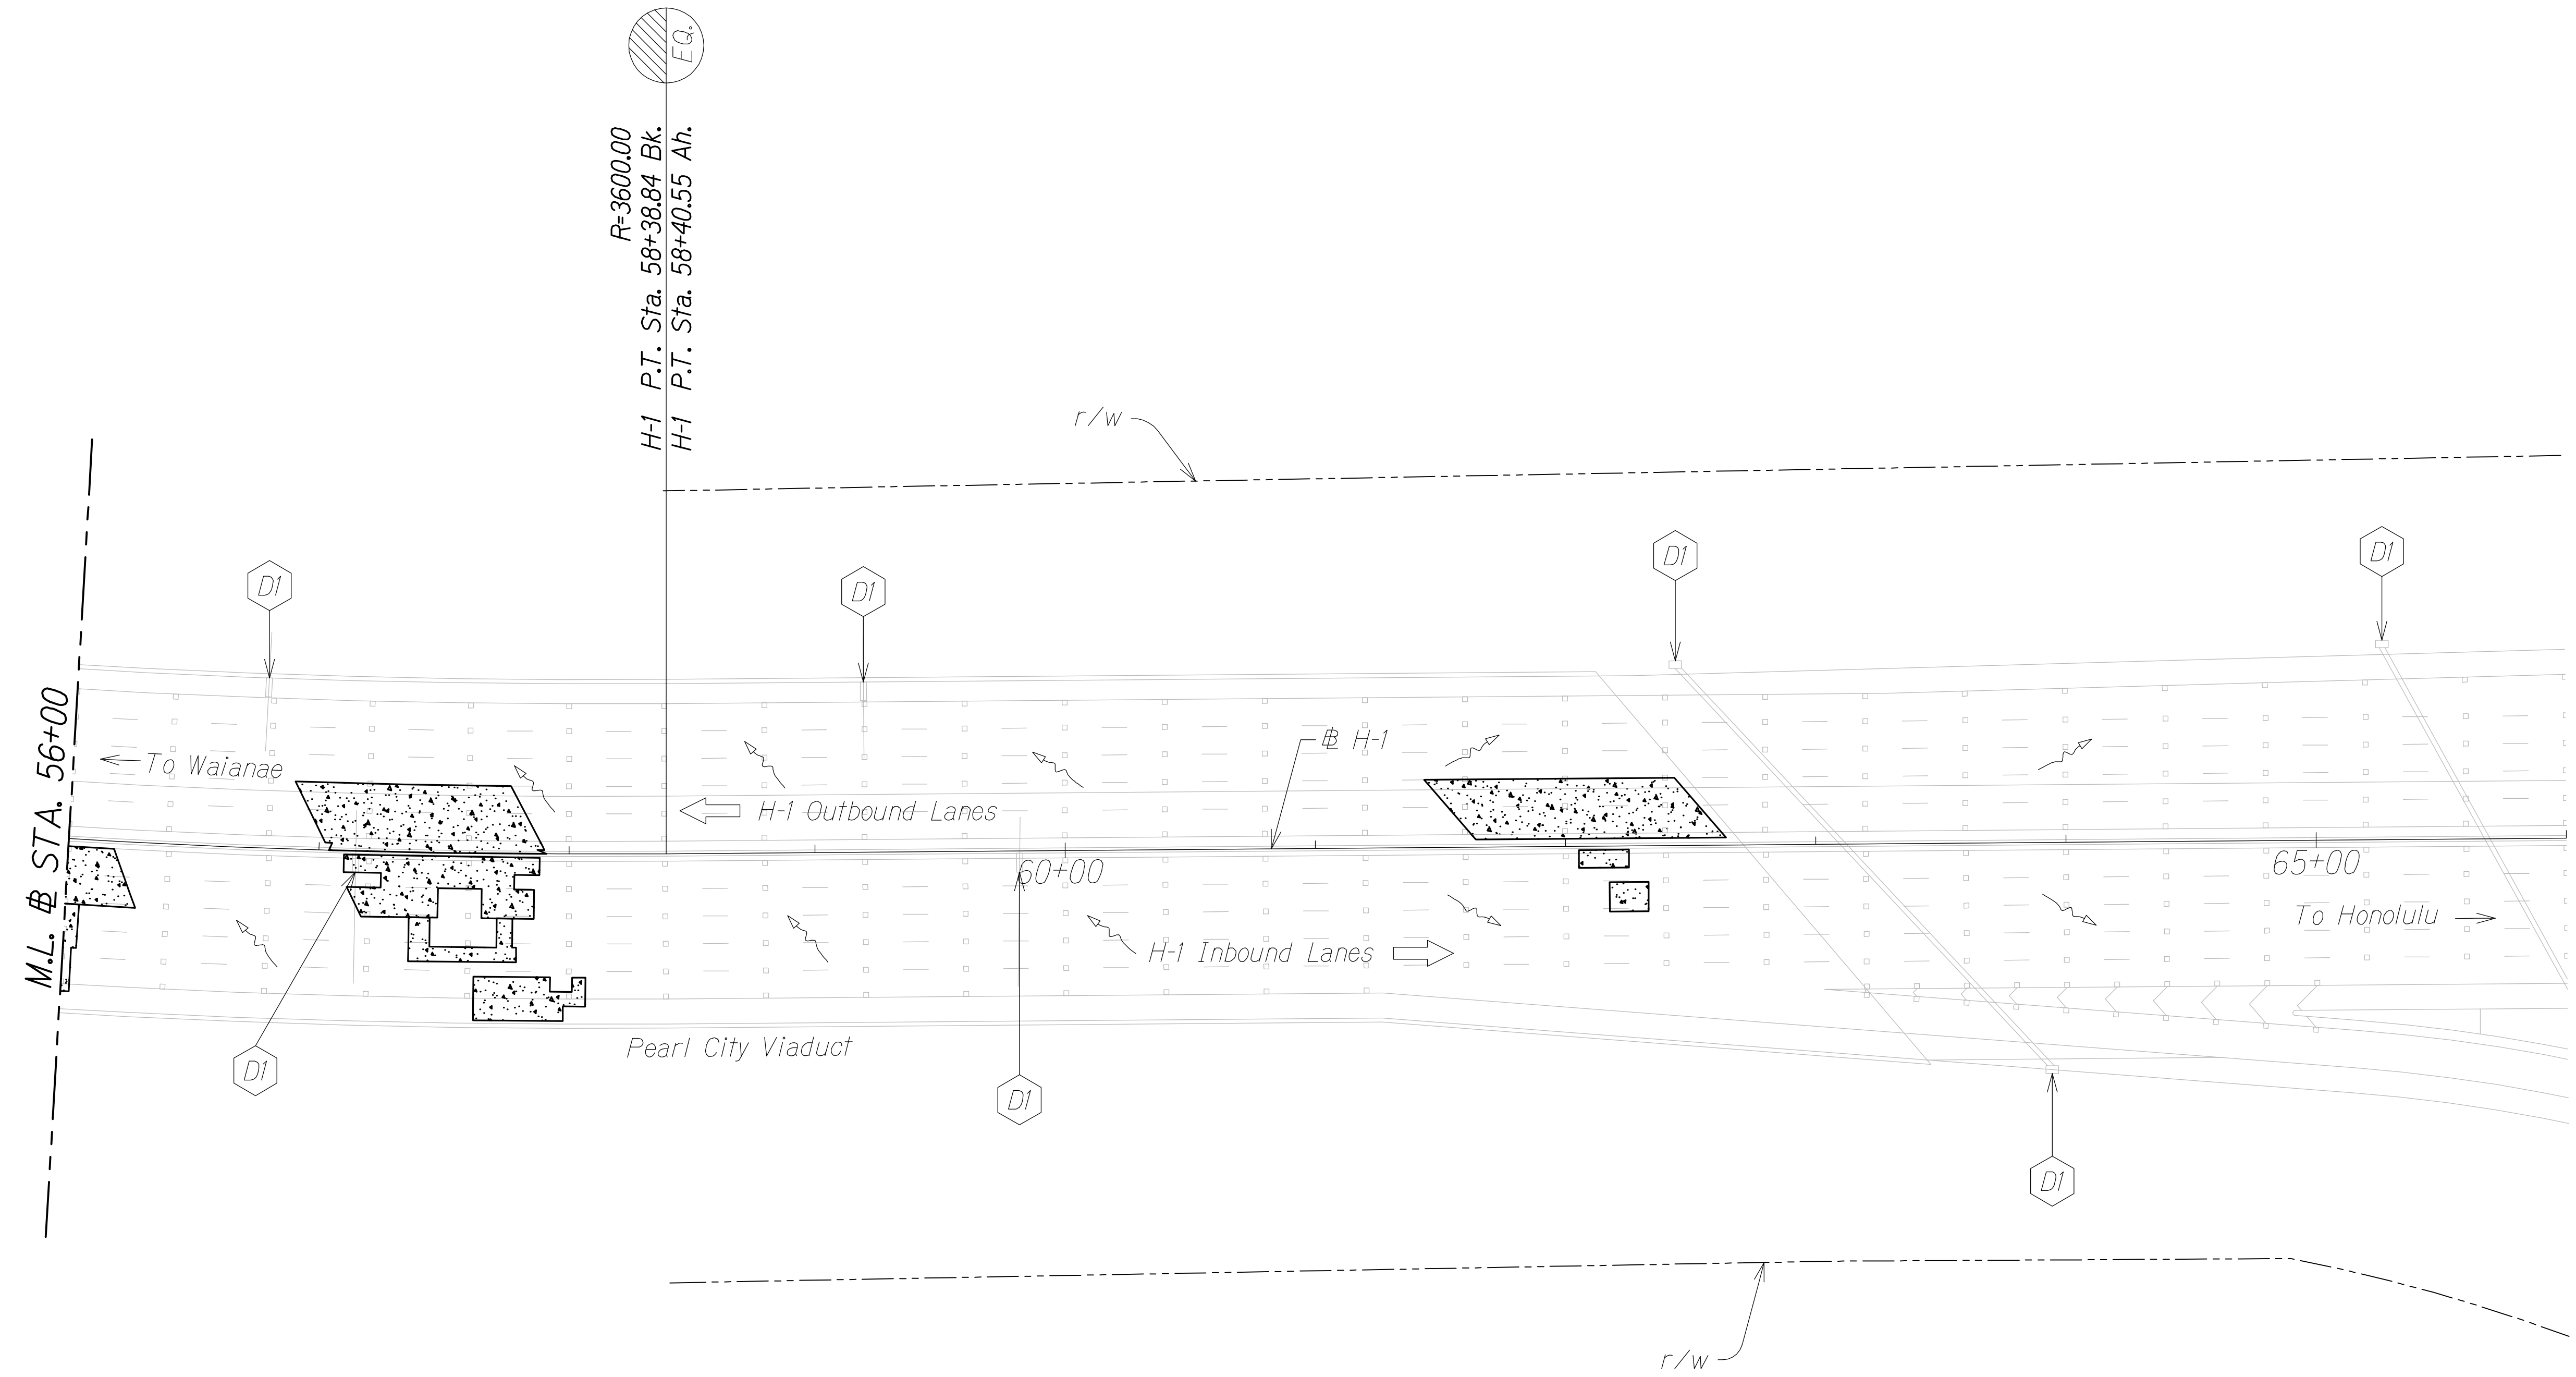 EQ.
R=3600.00
H-1 P.T. Sta. 58+38.84 Bk.
H-1 P.T. Sta. 58+40.55 Ah.
r/w
D1
D1
D1
D1
M.L. ⅊ STA. 56+00
To Waianae
H-1 Outbound Lanes
⅊ H-1
60+00
65+00
To Honolulu
H-1 Inbound Lanes
Pearl City Viaduct
D1
D1
D1
r/w